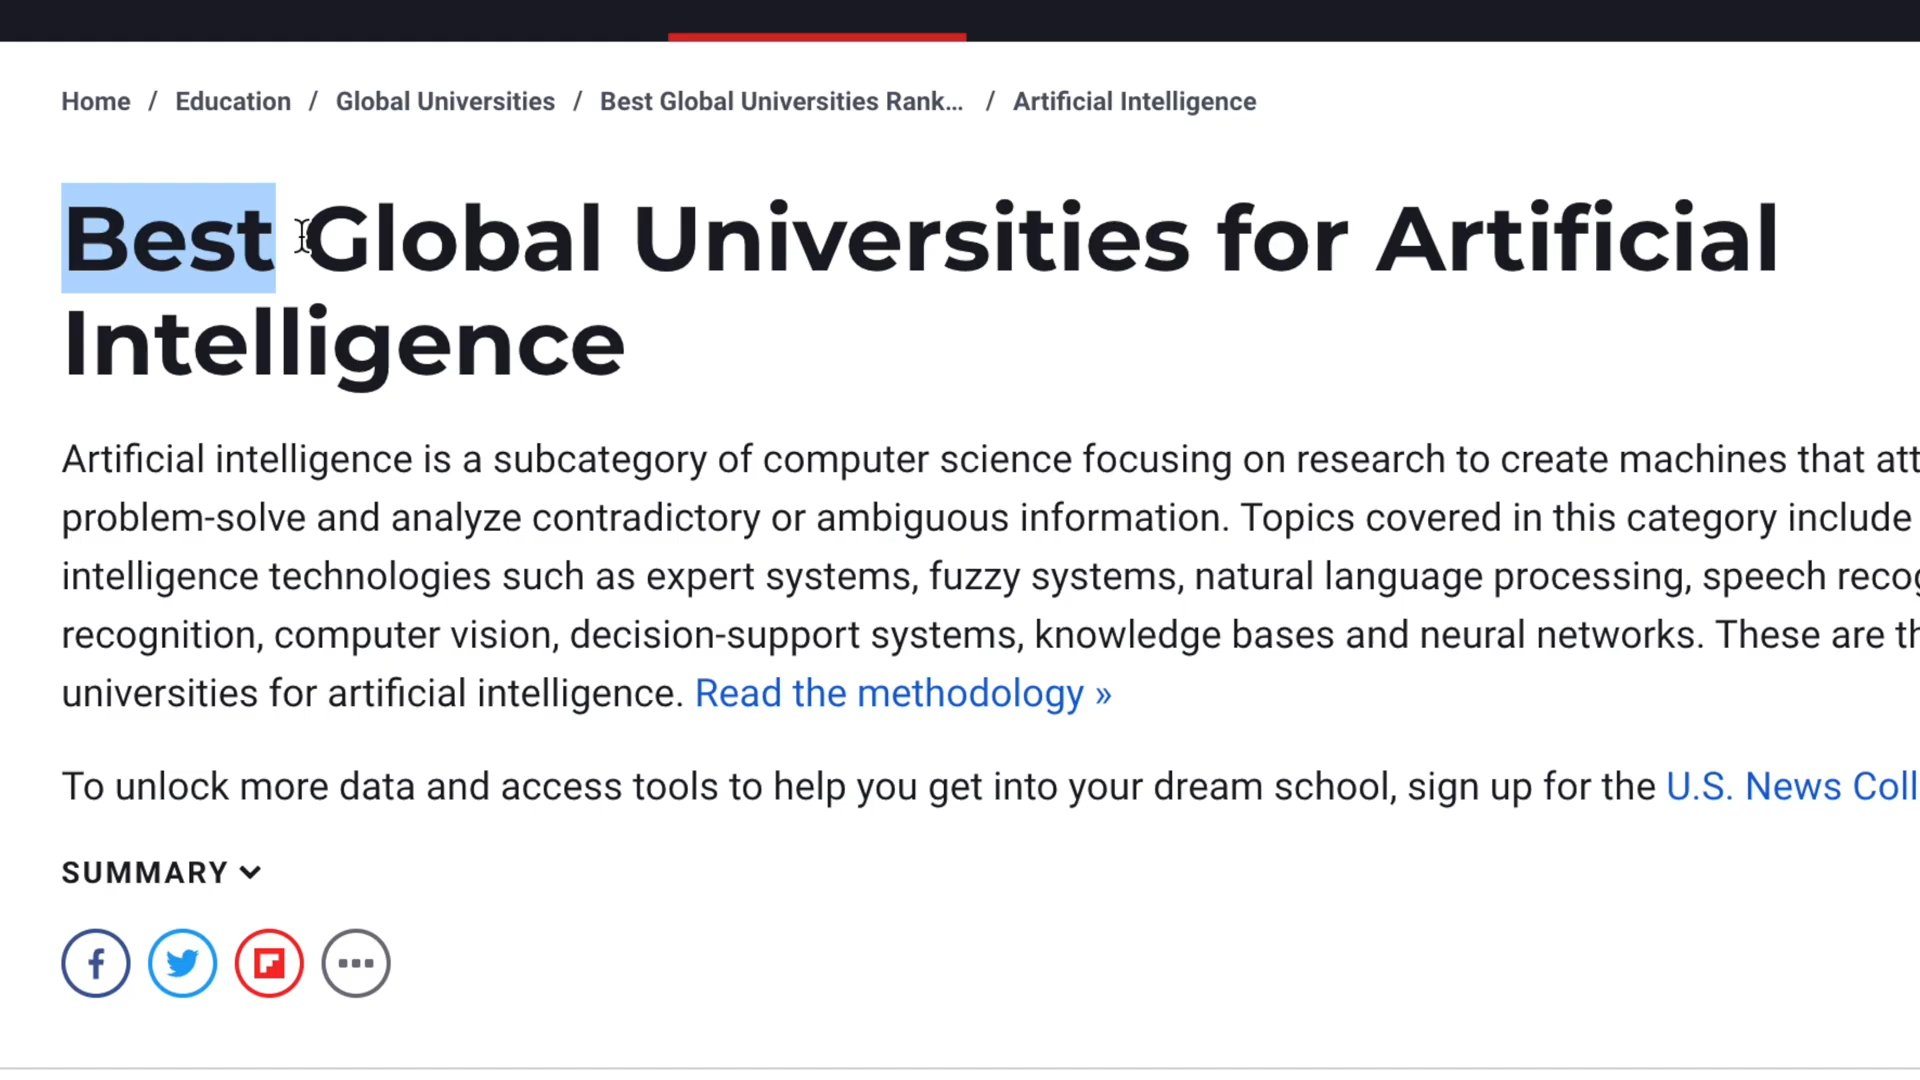 Home / Education / Global Universities / Best Global Universities Rank... / Artificial Intelligence
Best Global Universities for Artificial
Intelligence
Artificial intelligence is a subcategory of computer science focusing on research to create machines that
problem-solve and analyze contradictory or ambiguous information. Topics covered in this category include
intelligence technologies such as expert systems, fuzzy systems, natural language processing, speech
recognition, computer vision, decision-support systems, knowledge bases and neural networks. These are
universities for artificial intelligence. Read the methodology »
To unlock more data and access tools to help you get into your dream school, sign up for the U.S. News
SUMMARY